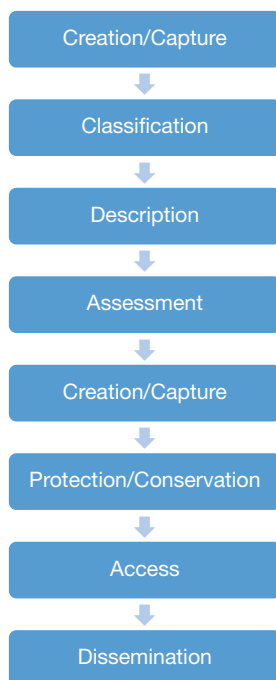 Creation/Capture
Classification
Description
Assessment
Creation/Capture
Protection/Conservation
Access
Dissemination